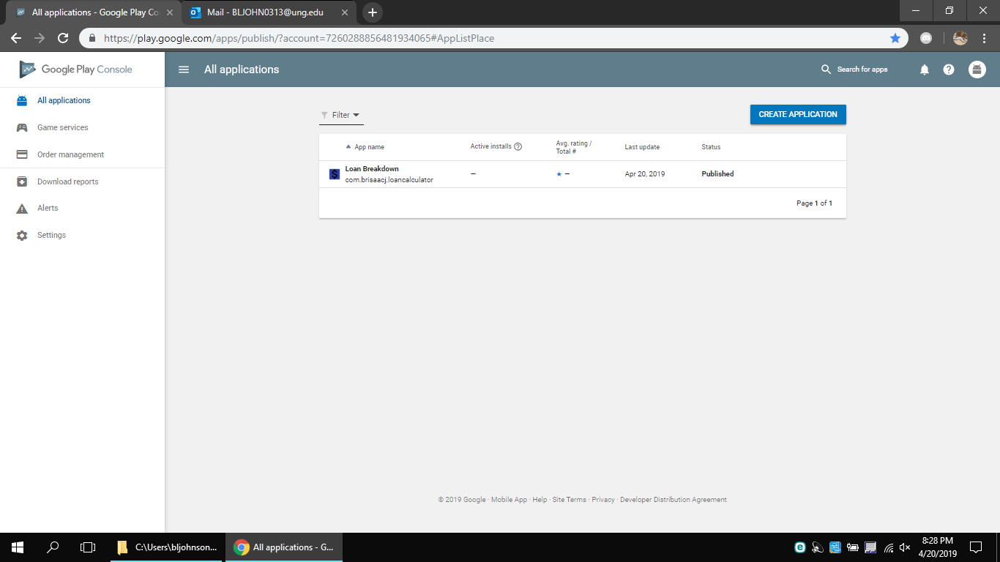 All applications - Google Play Co
Mail - BLJOHN0313@ung.edu
https://play.google.com/apps/publish/?account=7260288856481934065#AppListPlace
Google Play Console
All applications
Search for apps
All applications
Game services
Order management
Download reports
Alerts
Settings
Filter
CREATE APPLICATION
App name
Active installs
Avg. rating /
Total #
Last update
Status
Loan Breakdown
com.brisaacj.loancalculator
–
–
Apr 20, 2019
Published
Page 1 of 1
© 2019 Google · Mobile App · Help · Site Terms · Privacy · Developer Distribution Agreement
C:\Users\bljohnson...
All applications - G...
8:28 PM
4/20/2019